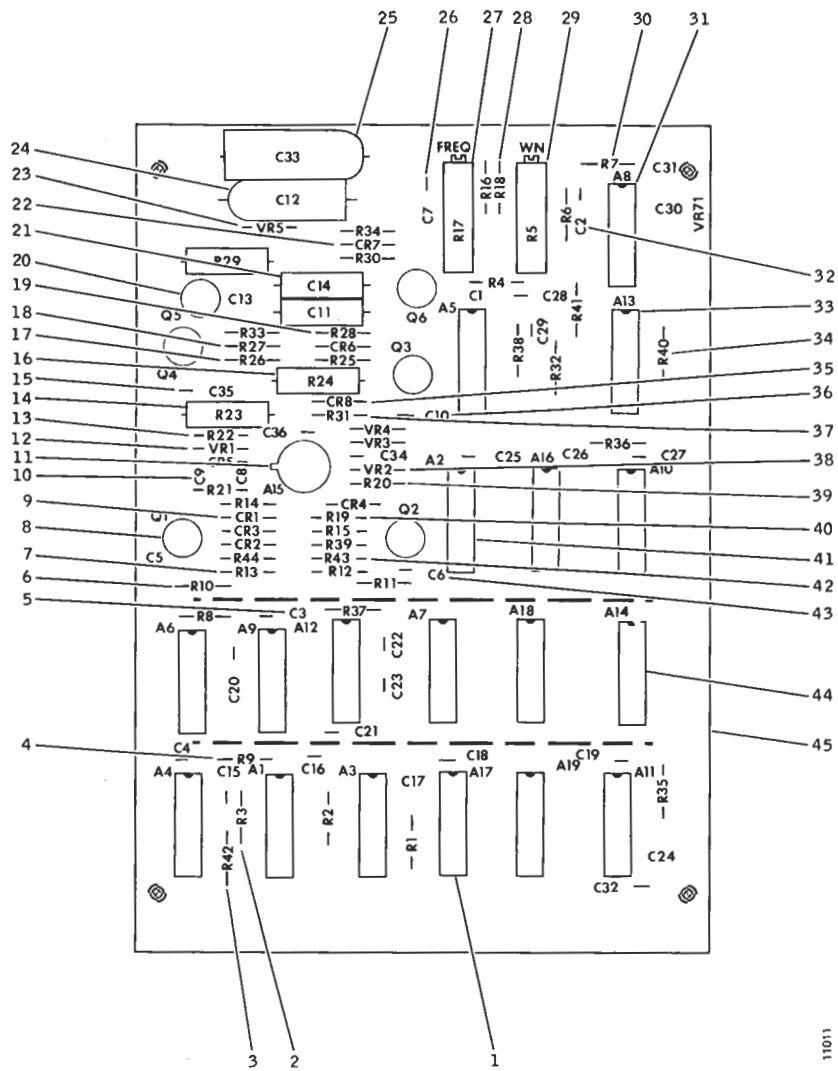 25 26 27 28 29 30 31
24
23
22
21
20
19
18
17
16
15
14
13
12
11
10
9
8
7
6
5
4
FREQ WN R7 C31
C33 A8
R16 R18 C30 VR71
C12 R6 C2
C7 R17 R5
VR5 R34
CR7
R29 R30
R4
C14 A5 C1 C28 A13
C13 R41
Q5 C11 Q6
C29
R33 R28
R27 CR6 Q3 R38 R32 R40
Q4 R26 R25
R24
C35 CR8
R23 R31 C10
C36 VR4
R22 VR3 R36
VR1 C34 A2 C25 A16 C26 C27
CR5 VR2 A10
C9 C8 R20
R21 A15
R14 CR4
Q1 CR1 R19 Q2
CR3 R15
CR2 R39
C5 R44 R43
R13 R12 C6
R10 R11
R8 C3 R37
A6 A9 A12 A7 A18 A14
C22
C20 C23
C21
C4 R9 C18 C19
A4 C15 A1 C16 A3 C17 A17 A19 A11
R35
R3 R2 R1
R42 C24
C32
32
33
34
35
36
37
38
39
40
41
42
43
44
45
3 2 1
11011